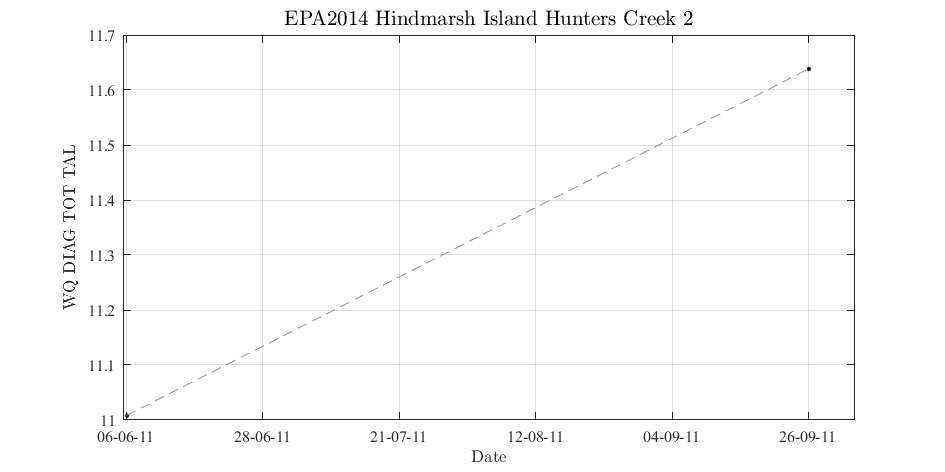 EPA2014 Hindmarsh Island Hunters Creek 2
11.7
11.6
11.5
11.4
11.3
11.2
11.1
11
WQ DIAG TOT TAL
06-06-11 28-06-11 21-07-11 12-08-11 04-09-11 26-09-11
Date